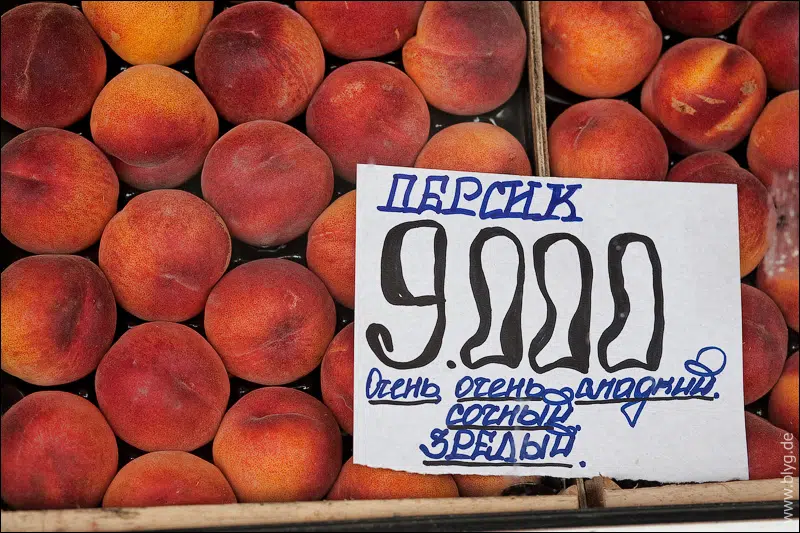 ПЕРСИК
9.000
Очень очень сладкий.
сочный.
ЗРЕЛЫЙ.
www.blyg.de